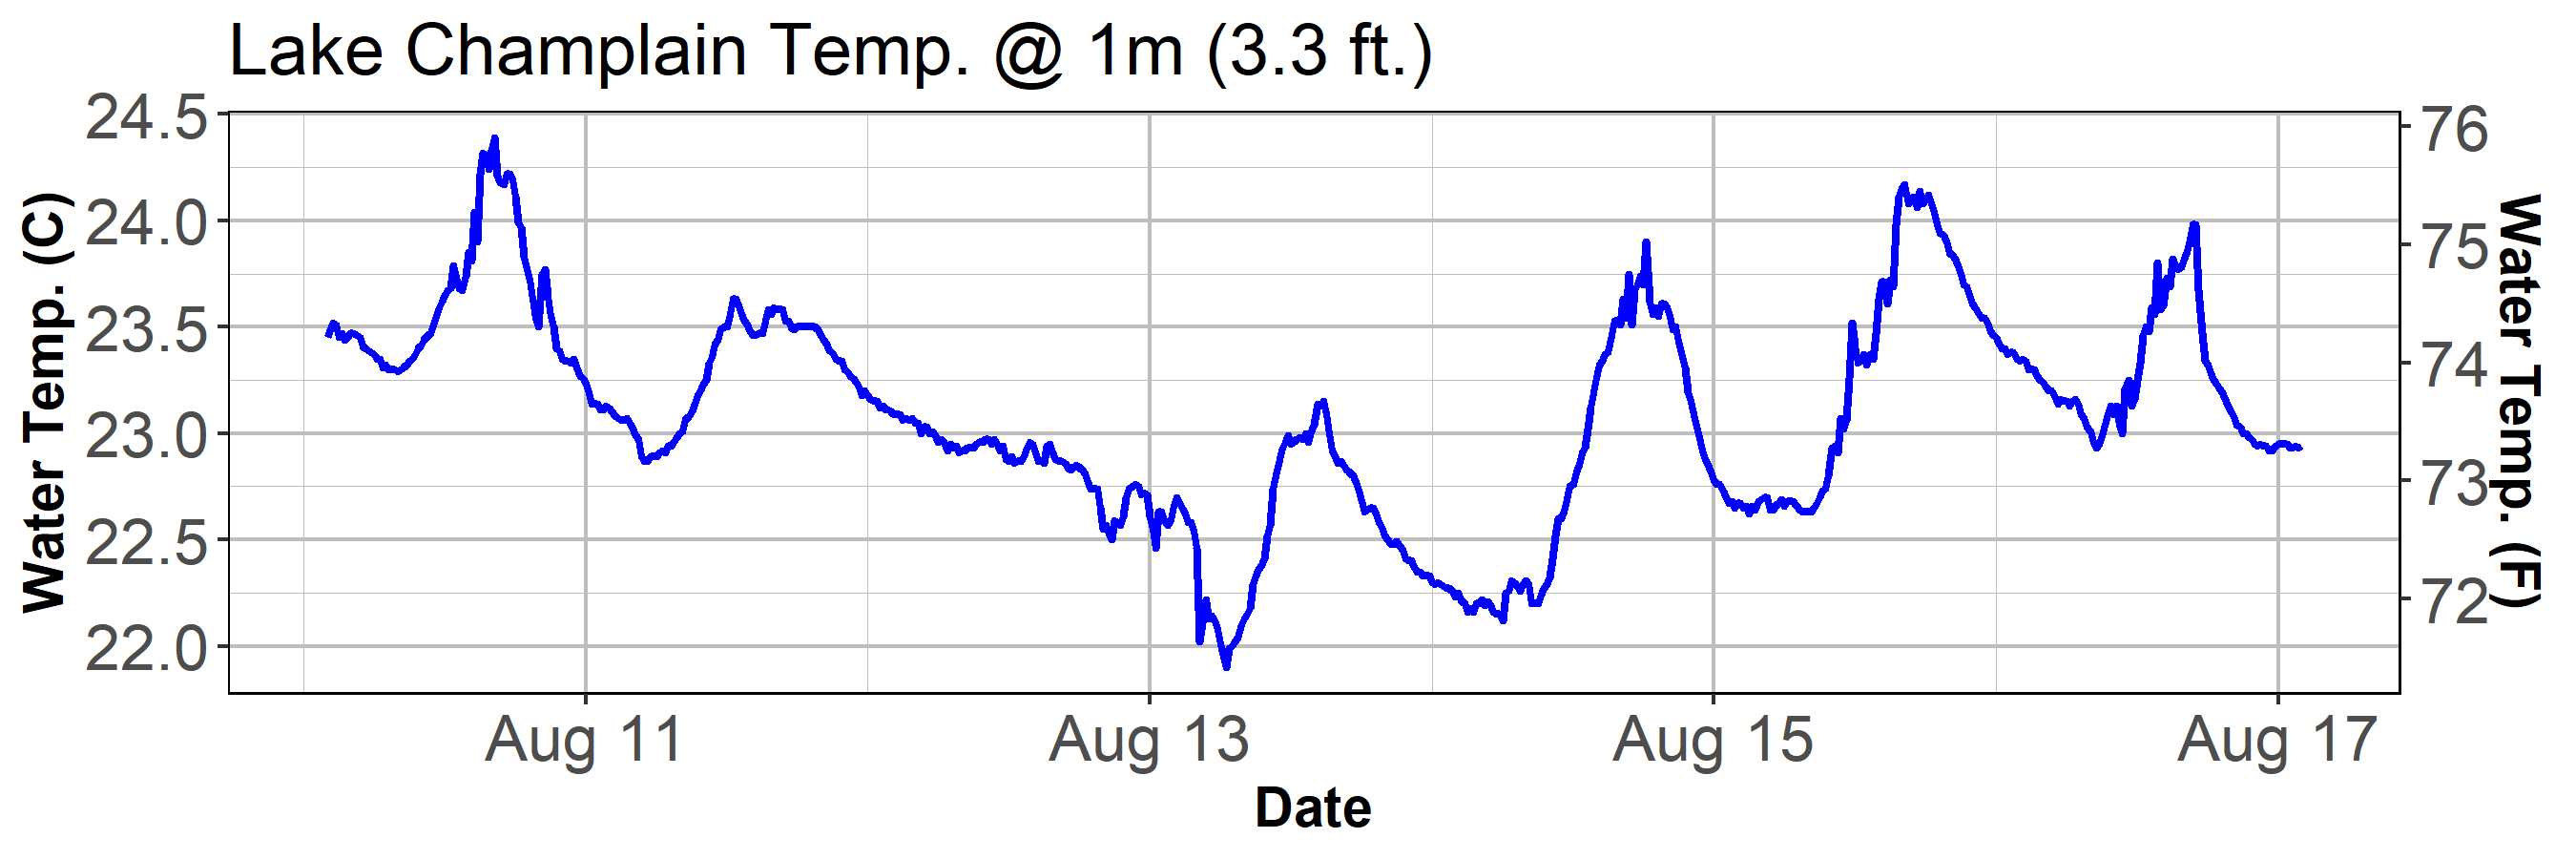 Lake Champlain Temp. @ 1m (3.3 ft.)
Water Temp. (C)
24.5
24.0
23.5
23.0
22.5
22.0
76
75
74
73
72
Water Temp. (F)
Aug 11
Aug 13
Aug 15
Aug 17
Date